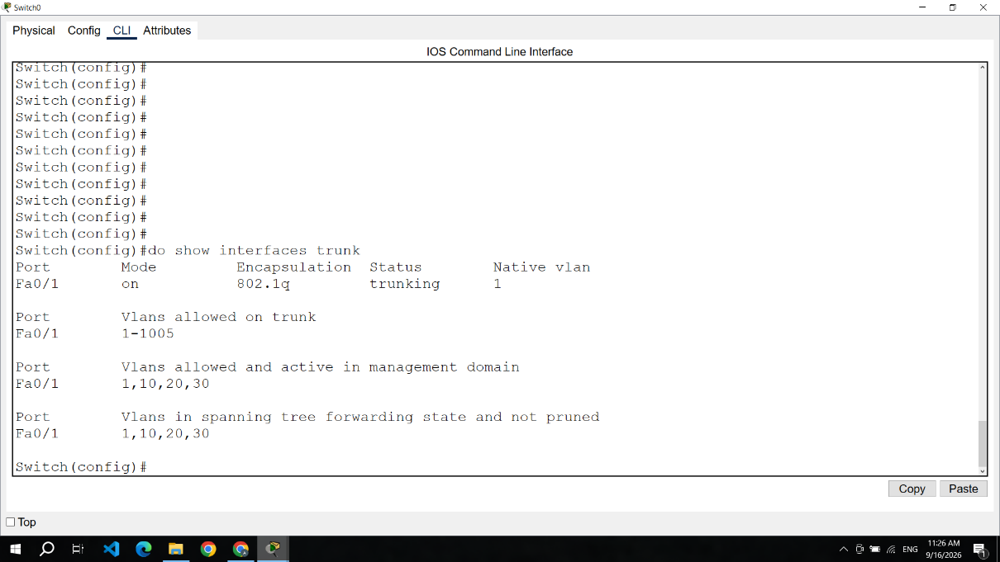 Switch0
Physical Config CLI Attributes
IOS Command Line Interface
Switch(config)#
Switch(config)#
Switch(config)#
Switch(config)#
Switch(config)#
Switch(config)#
Switch(config)#
Switch(config)#
Switch(config)#
Switch(config)#
Switch(config)#
Switch(config)#do show interfaces trunk
Port Mode Encapsulation Status Native vlan
Fa0/1 on 802.1q trunking 1
Port Vlans allowed on trunk
Fa0/1 1-1005
Port Vlans allowed and active in management domain
Fa0/1 1,10,20,30
Port Vlans in spanning tree forwarding state and not pruned
Fa0/1 1,10,20,30
Switch(config)#
Copy Paste
Top
ENG
11:26 AM
9/16/2026
1